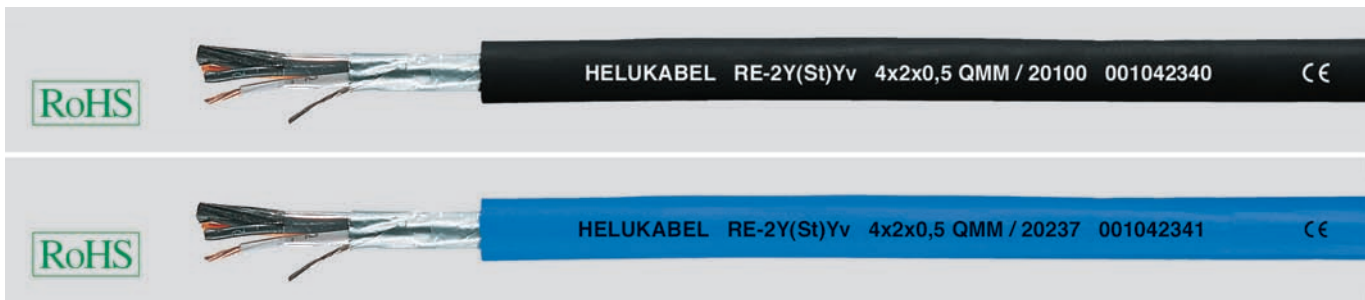 HELUKABEL RE-2Y(St)Yv 4x2x0,5 QMM / 20100 001042340 CE
RoHS
HELUKABEL RE-2Y(St)Yv 4x2x0,5 QMM / 20237 001042341 CE
RoHS